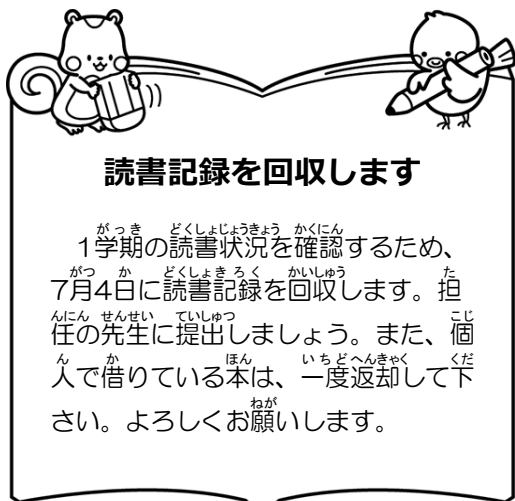 読書記録を回収します
1学期の読書状況を確認するため、
7月4日に読書記録を回収します。担
任の先生に提出しましょう。また、個
人で借りている本は、一度返却して下
さい。よろしくお願いします。